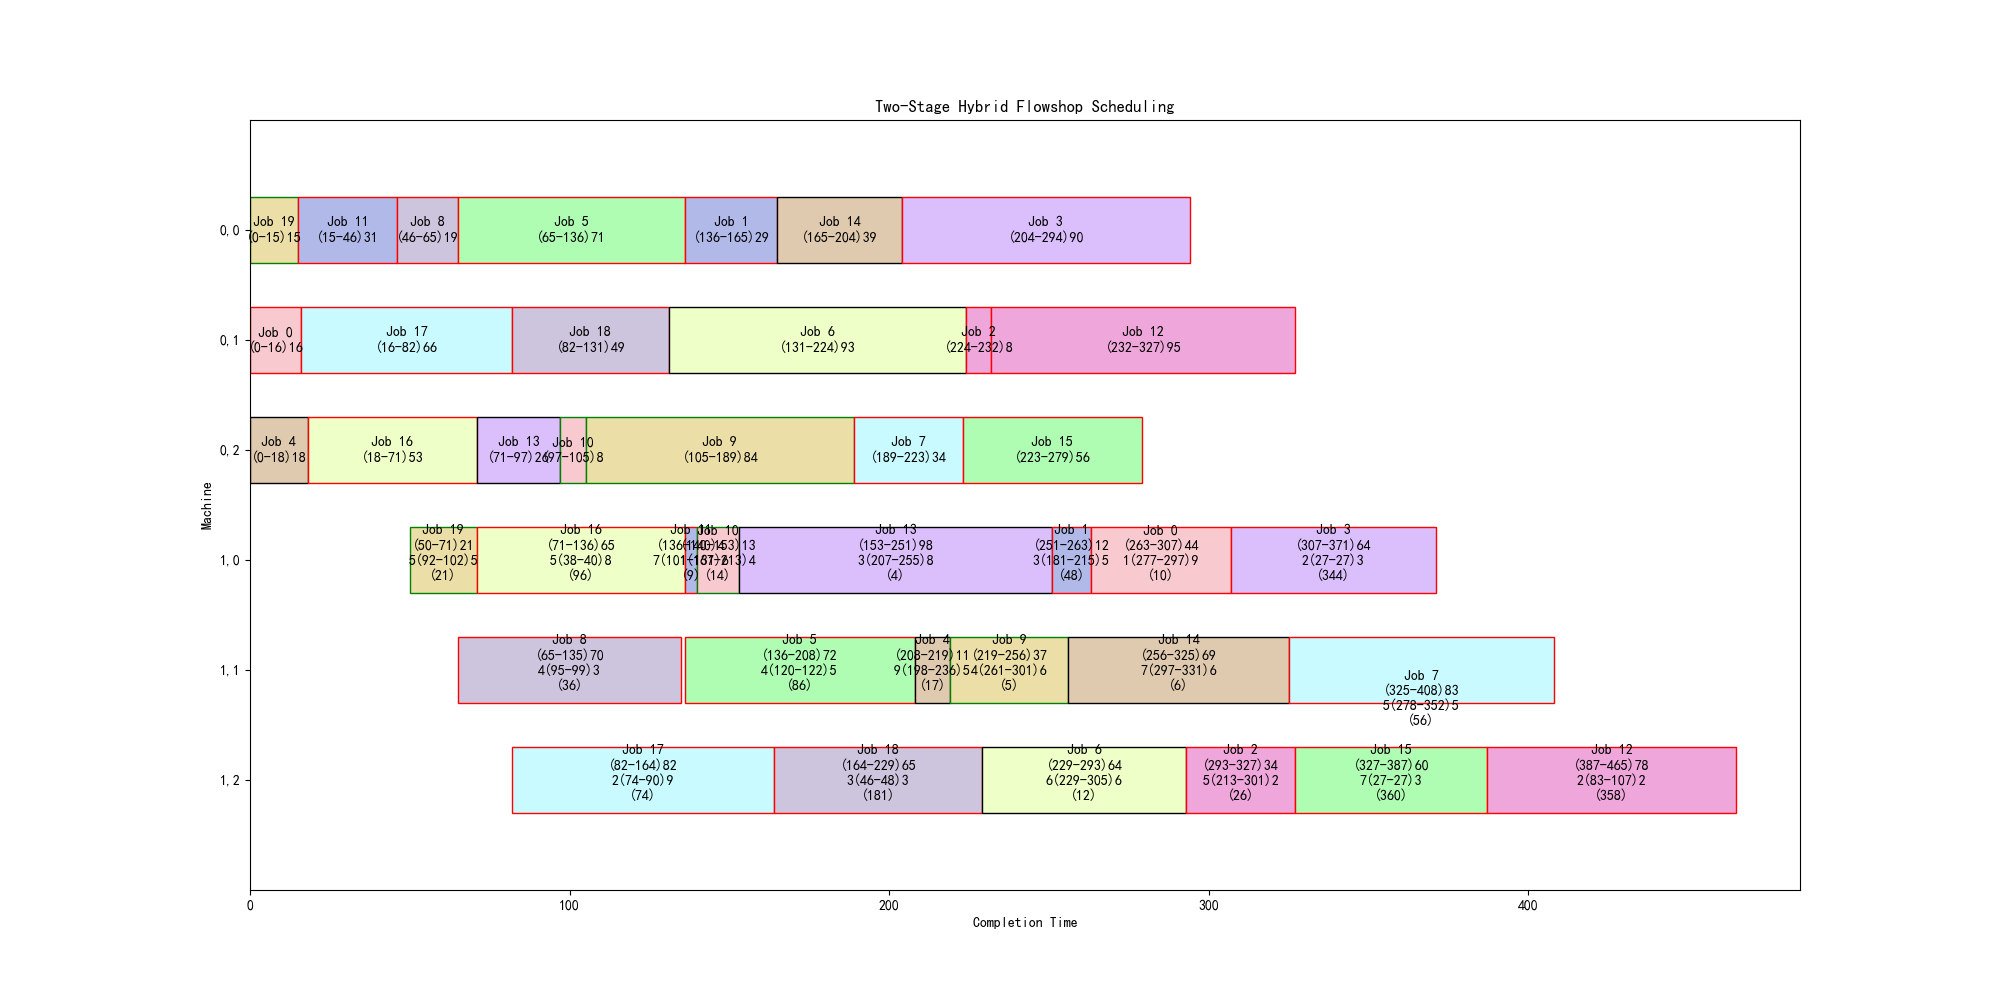 Two-Stage Hybrid Flowshop Scheduling
0,0
Job 19
(0-15)15
Job 11
(15-46)31
Job 8
(46-65)19
Job 5
(65-136)71
Job 1
(136-165)29
Job 14
(165-204)39
Job 3
(204-294)90
0,1
Job 0
(0-16)16
Job 17
(16-82)66
Job 18
(82-131)49
Job 6
(131-224)93
Job 2
(224-232)8
Job 12
(232-327)95
0,2
Job 4
(0-18)18
Job 16
(18-71)53
Job 13
(71-97)26
Job 10
(97-105)8
Job 9
(105-189)84
Job 7
(189-223)34
Job 15
(223-279)56
Machine
1,0
Job 19
(50-71)21
5(92-102)5
(21)
Job 16
(71-136)65
5(38-40)8
(96)
Job 11
(136-140)4
(9)
Job 10
(140-153)13
(14)
Job 13
(153-251)98
3(207-255)8
(4)
Job 1
(251-263)12
3(181-215)5
(48)
Job 0
(263-307)44
1(277-297)9
(10)
Job 3
(307-371)64
2(27-27)3
(344)
1,1
Job 8
(65-135)70
4(95-99)3
(36)
Job 5
(136-208)72
4(120-122)5
(86)
Job 4
(208-219)11
9(198-236)5
(17)
Job 9
(219-256)37
4(261-301)6
(5)
Job 14
(256-325)69
7(297-331)6
(6)
Job 7
(325-408)83
5(278-352)5
(56)
1,2
Job 17
(82-164)82
2(74-90)9
(74)
Job 18
(164-229)65
3(46-48)3
(181)
Job 6
(229-293)64
6(229-305)6
(12)
Job 2
(293-327)34
5(213-301)2
(26)
Job 15
(327-387)60
7(27-27)3
(360)
Job 12
(387-465)78
2(83-107)2
(358)
0
100
200
300
400
Completion Time